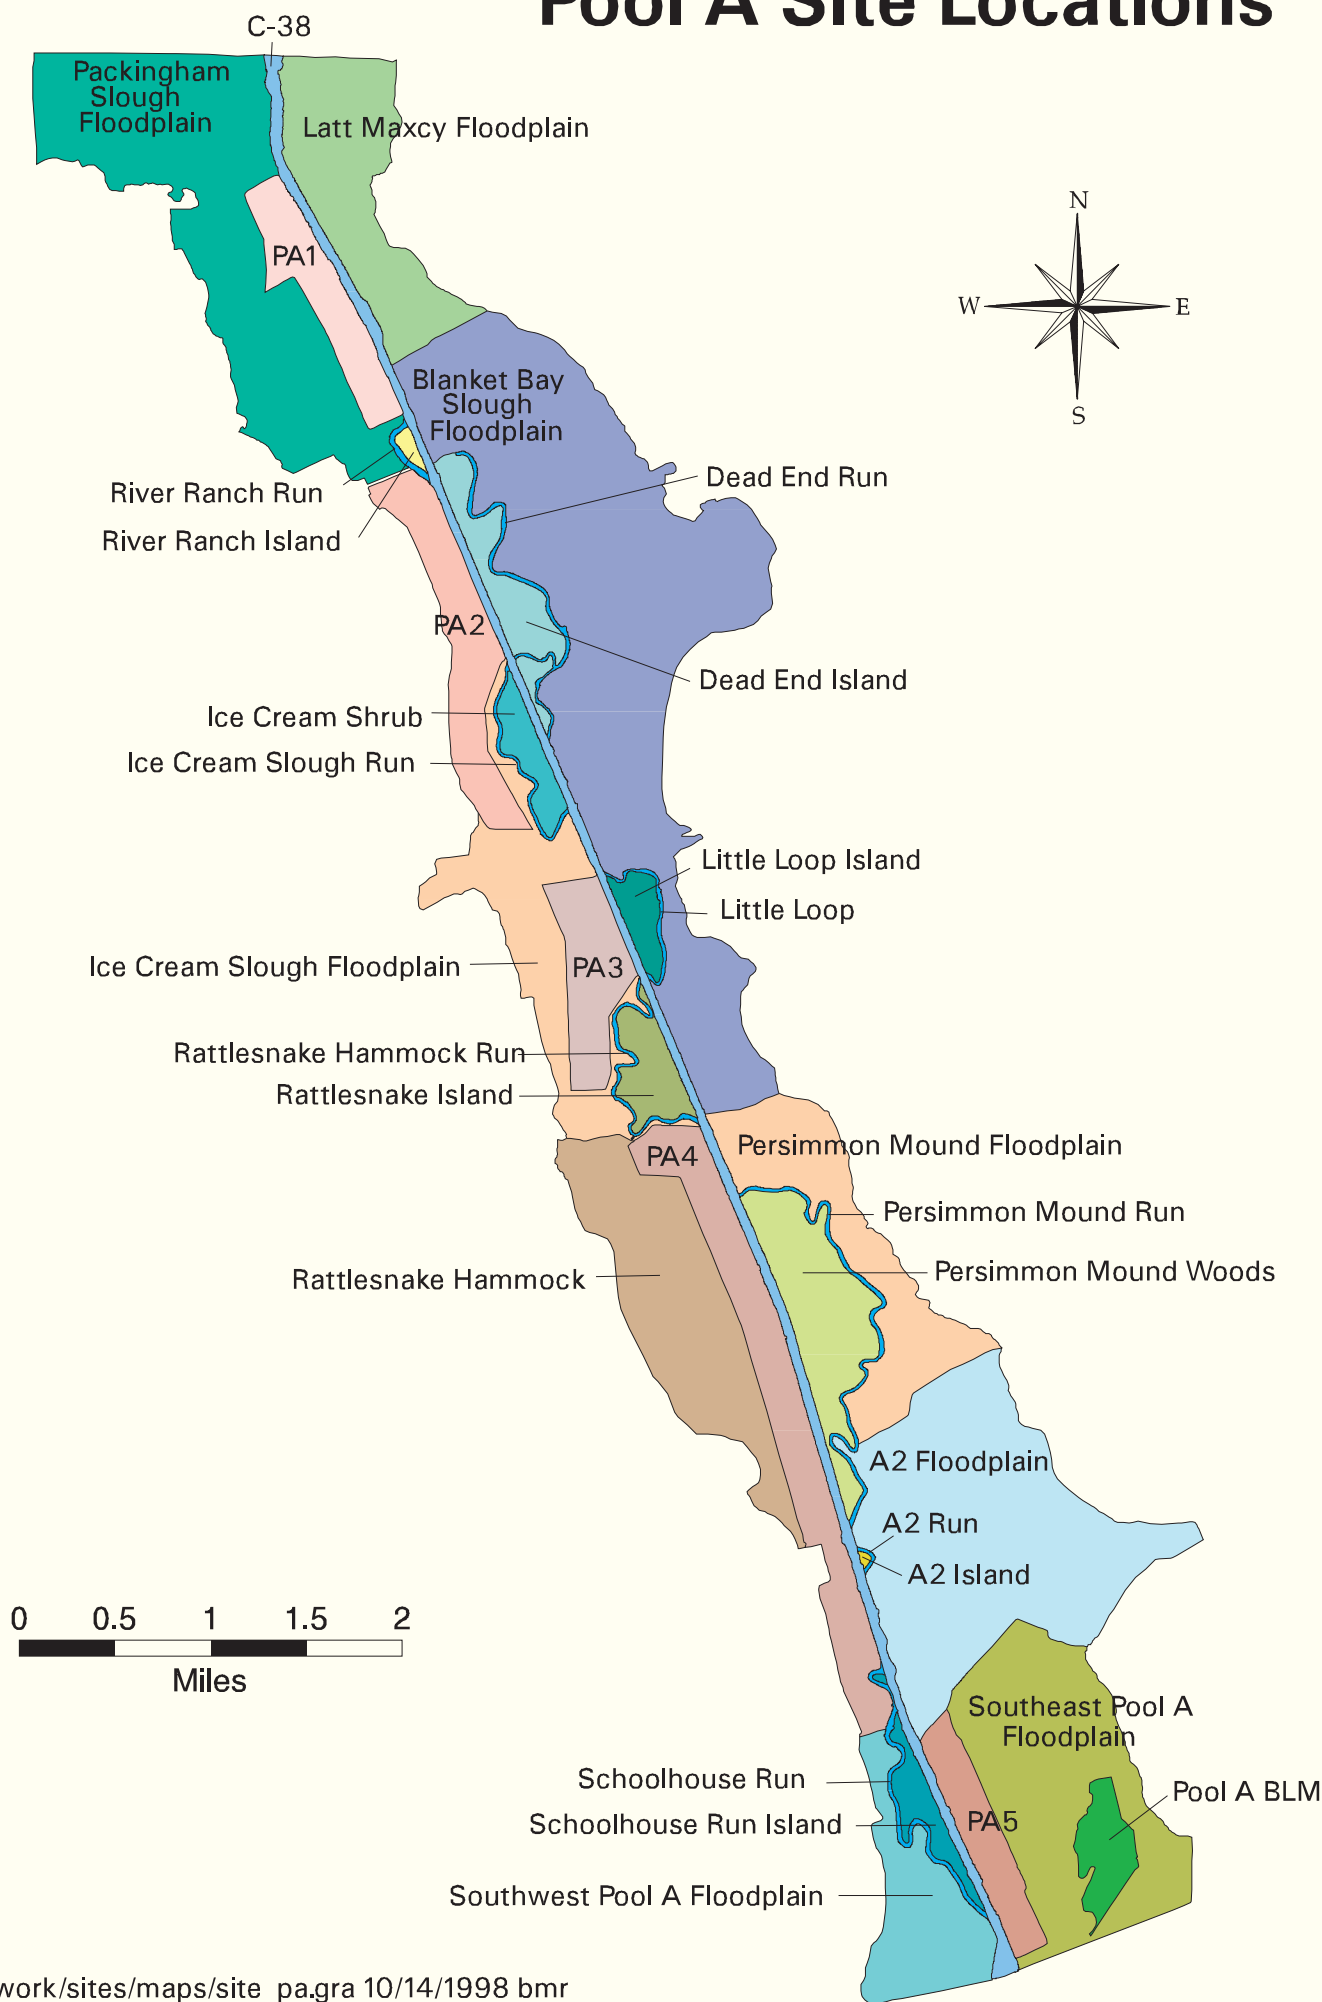 Pool A Site Locations
C-38
Packingham
Slough
Floodplain
Latt Maxcy Floodplain
N
W
E
S
PA1
Blanket Bay
Slough
Floodplain
Dead End Run
River Ranch Run
River Ranch Island
PA2
Dead End Island
Ice Cream Shrub
Ice Cream Slough Run
Little Loop Island
Little Loop
Ice Cream Slough Floodplain
PA3
Rattlesnake Hammock Run
Rattlesnake Island
Persimmon Mound Floodplain
PA4
Persimmon Mound Run
Persimmon Mound Woods
Rattlesnake Hammock
A2 Floodplain
A2 Run
A2 Island
0 0.5 1 1.5 2
Miles
Southeast Pool A
Floodplain
Schoolhouse Run
Pool A BLM
Schoolhouse Run Island
PA5
Southwest Pool A Floodplain
work/sites/maps/site_pa.gra 10/14/1998 bmr